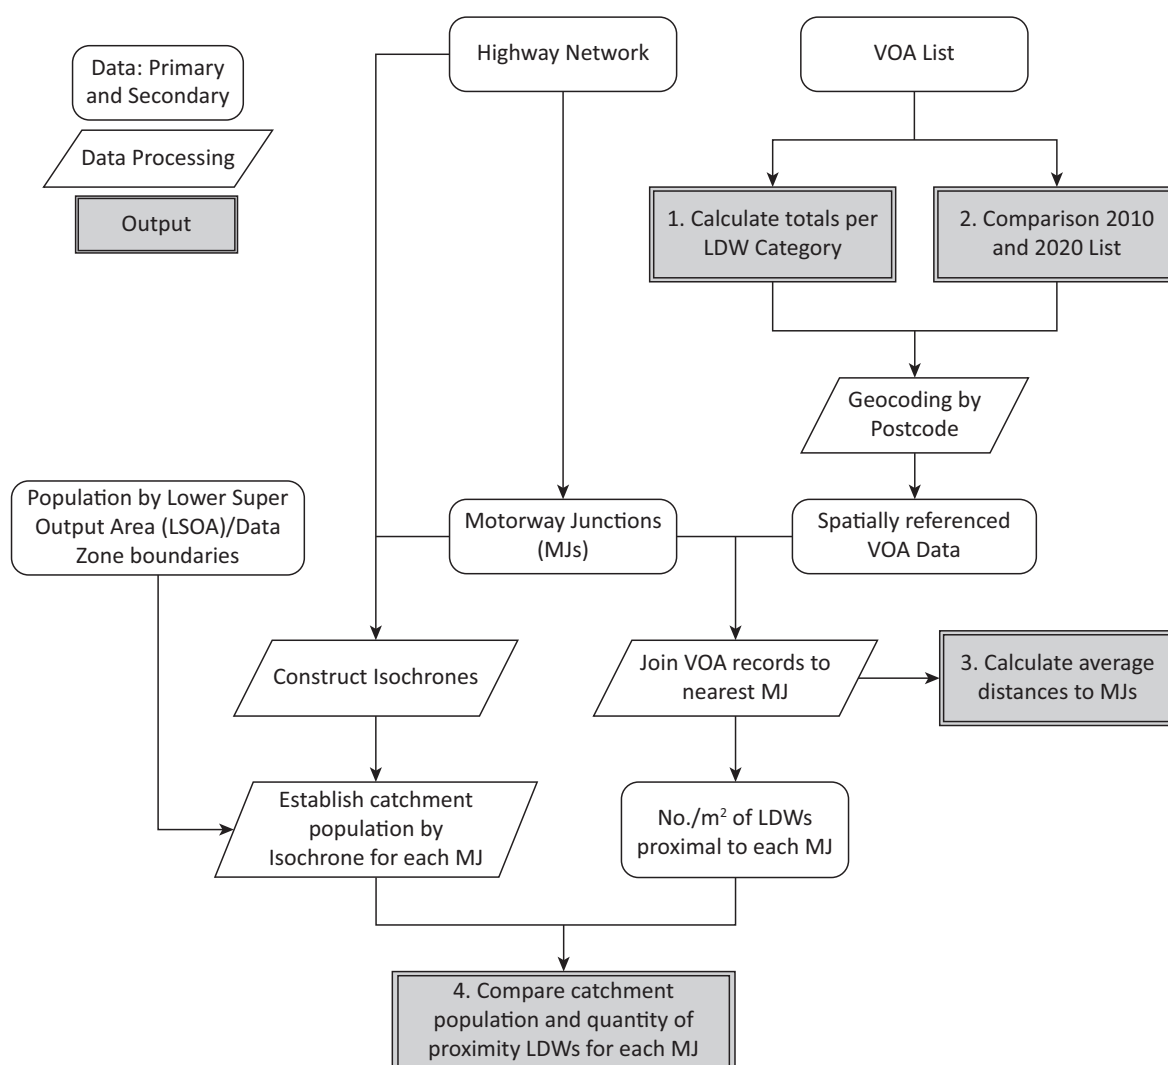 Data: Primary
and Secondary
Data Processing
Output
Highway Network
VOA List
1. Calculate totals per
LDW Category
2. Comparison 2010
and 2020 List
Geocoding by
Postcode
Population by Lower Super
Output Area (LSOA)/Data
Zone boundaries
Motorway Junctions
(MJs)
Spatially referenced
VOA Data
Construct Isochrones
Join VOA records to
nearest MJ
3. Calculate average
distances to MJs
Establish catchment
population by
Isochrone for each MJ
No./m² of LDWs
proximal to each MJ
4. Compare catchment
population and quantity of
proximity LDWs for each MJ